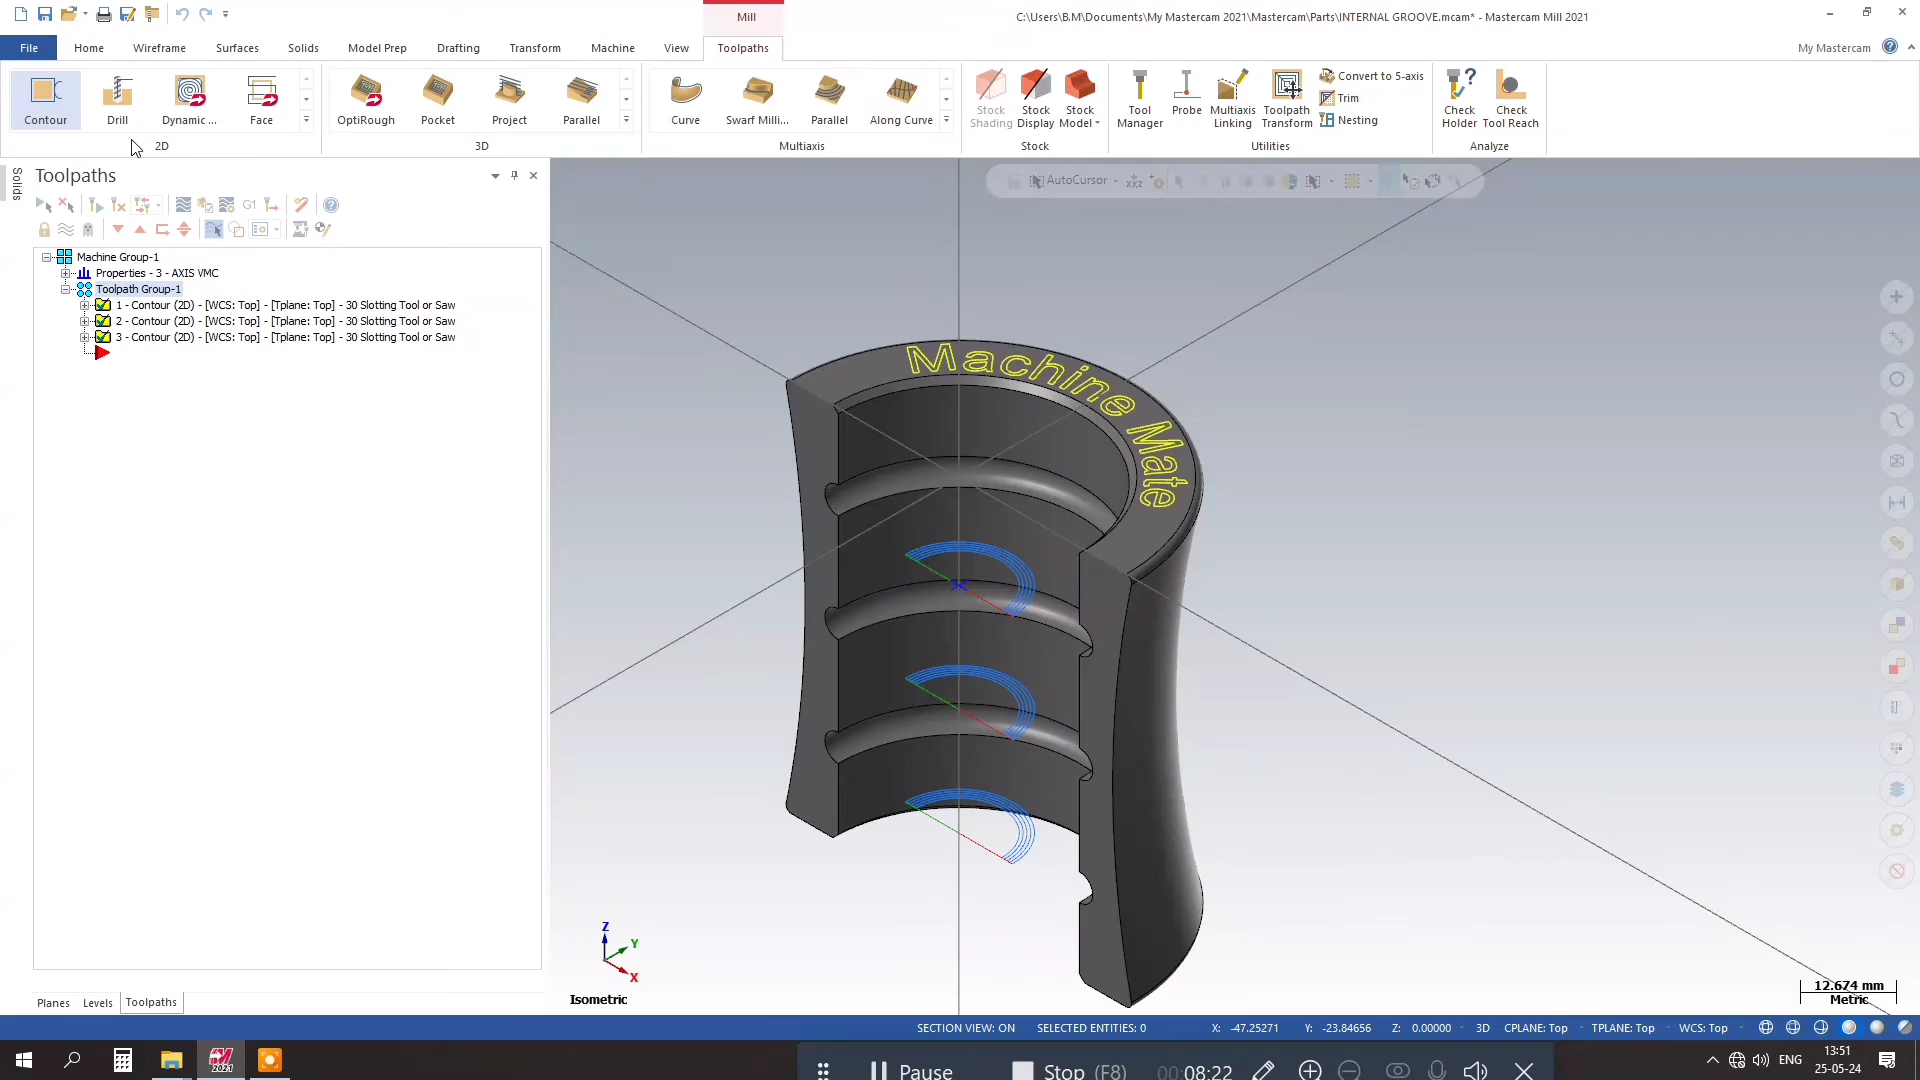 Mill
C:\Users\B.M\Documents\My Mastercam 2021\Mastercam\Parts\INTERNAL GROOVE.mcam* - Mastercam Mill 2021
File Home Wireframe Surfaces Solids Model Prep Drafting Transform Machine View Toolpaths My Mastercam
Contour Drill Dynamic ... Face OptiRough Pocket Project Parallel Curve Swarf Milli... Parallel Along Curve
Stock Shading Stock Display Stock Model Tool Manager Probe Multiaxis Linking Toolpath Transform
Convert to 5-axis
Trim
Nesting
Check Holder Check Tool Reach
2D 3D Multiaxis Stock Utilities Analyze
Solids
Toolpaths
AutoCursor
G1
Machine Group-1
Properties - 3 - AXIS VMC
Toolpath Group-1
1 - Contour (2D) - [WCS: Top] - [Tplane: Top] - 30 Slotting Tool or Saw
2 - Contour (2D) - [WCS: Top] - [Tplane: Top] - 30 Slotting Tool or Saw
3 - Contour (2D) - [WCS: Top] - [Tplane: Top] - 30 Slotting Tool or Saw
Machine Mate
Z
Y
X
Isometric
12.674 mm
Metric
Planes Levels Toolpaths
SECTION VIEW: ON SELECTED ENTITIES: 0 X: -47.25271 Y: -23.84656 Z: 0.00000 3D CPLANE: Top TPLANE: Top WCS: Top
2021
Pause Stop (F8) 00:08:22
ENG
13:51
25-05-24